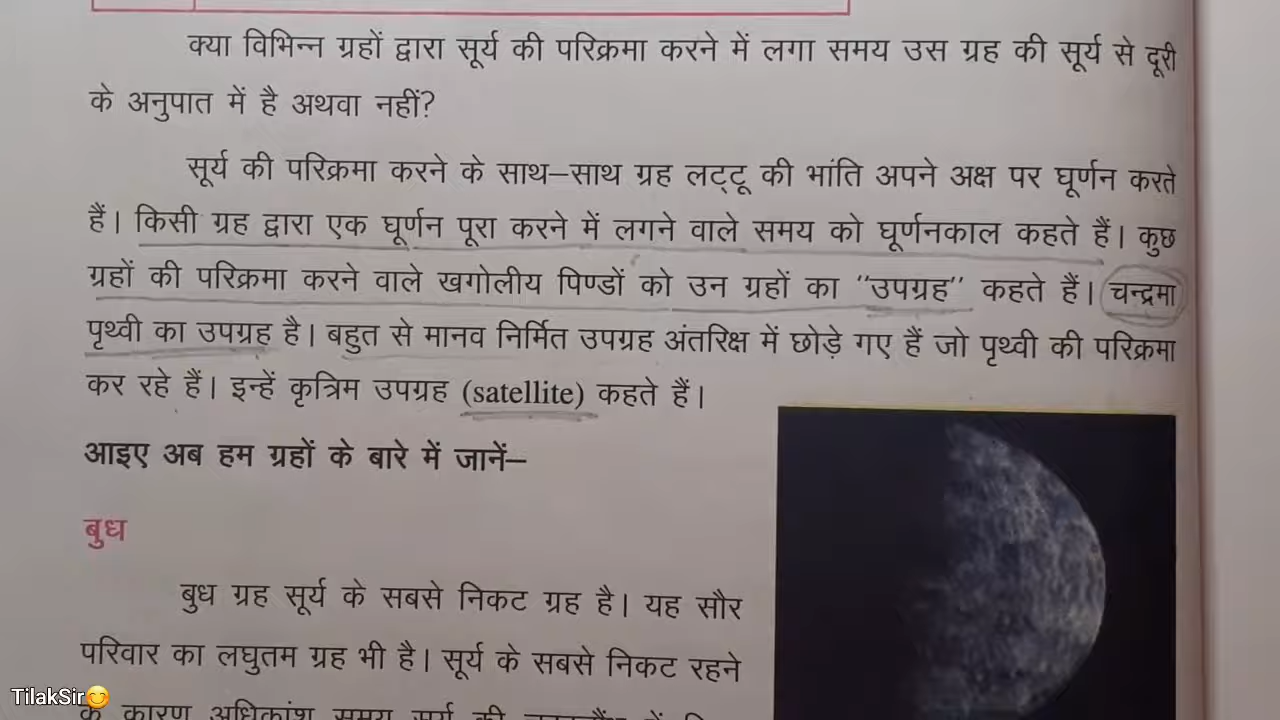 क्या विभिन्न ग्रहों द्वारा सूर्य की परिक्रमा करने में लगा समय उस ग्रह की सूर्य से दूरी
के अनुपात में है अथवा नहीं?
सूर्य की परिक्रमा करने के साथ–साथ ग्रह लट्टू की भांति अपने अक्ष पर घूर्णन करते
हैं। किसी ग्रह द्वारा एक घूर्णन पूरा करने में लगने वाले समय को घूर्णनकाल कहते हैं। कुछ
ग्रहों की परिक्रमा करने वाले खगोलीय पिण्डों को उन ग्रहों का ''उपग्रह'' कहते हैं। चन्द्रमा
पृथ्वी का उपग्रह है। बहुत से मानव निर्मित उपग्रह अंतरिक्ष में छोड़े गए हैं जो पृथ्वी की परिक्रमा
कर रहे हैं। इन्हें कृत्रिम उपग्रह (satellite) कहते हैं।
आइए अब हम ग्रहों के बारे में जानें–
बुध
बुध ग्रह सूर्य के सबसे निकट ग्रह है। यह सौर
परिवार का लघुतम ग्रह भी है। सूर्य के सबसे निकट रहने
के कारण अधिकांश समय सूर्य की
TilakSir😊